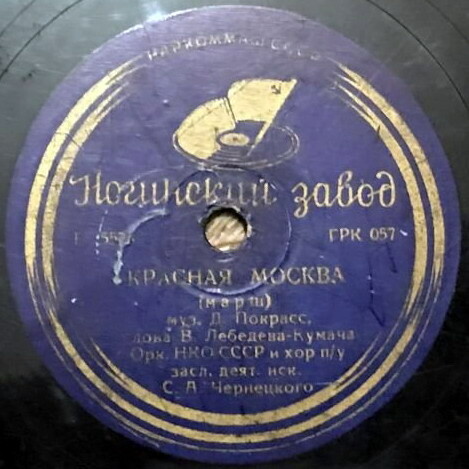 НАРКОММАШ СССР
Ногинский завод
ГРК 057
КРАСНАЯ МОСКВА
(марш)
муз. Д. Покрасс,
В. Лебедева-Кумача
Орк. НКО СССР и хор п/у
засл. деят. иск.
С. А. Чернецкого